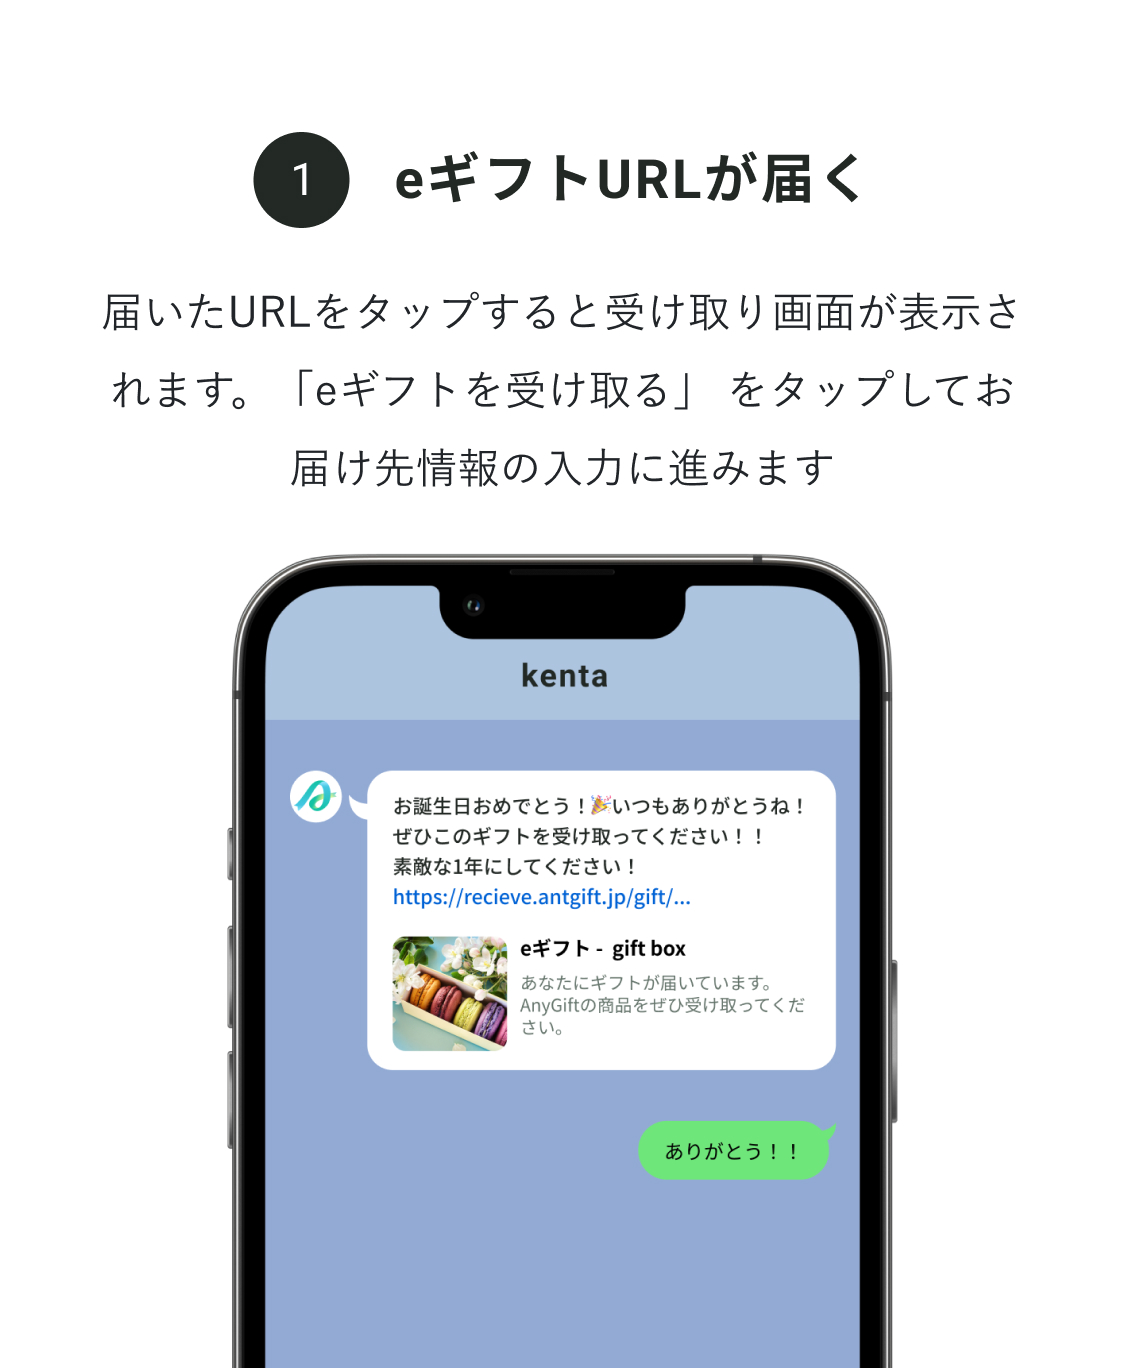 1 eギフトURLが届く
届いたURLをタップすると受け取り画面が表示さ
れます。「eギフトを受け取る」 をタップしてお
届け先情報の入力に進みます
kenta
お誕生日おめでとう！🎉いつもありがとうね！
ぜひこのギフトを受け取ってください！！
素敵な1年にしてください！
https://recieve.antgift.jp/gift/...
eギフト - gift box
あなたにギフトが届いています。
AnyGiftの商品をぜひ受け取ってくだ
さい。
ありがとう！！